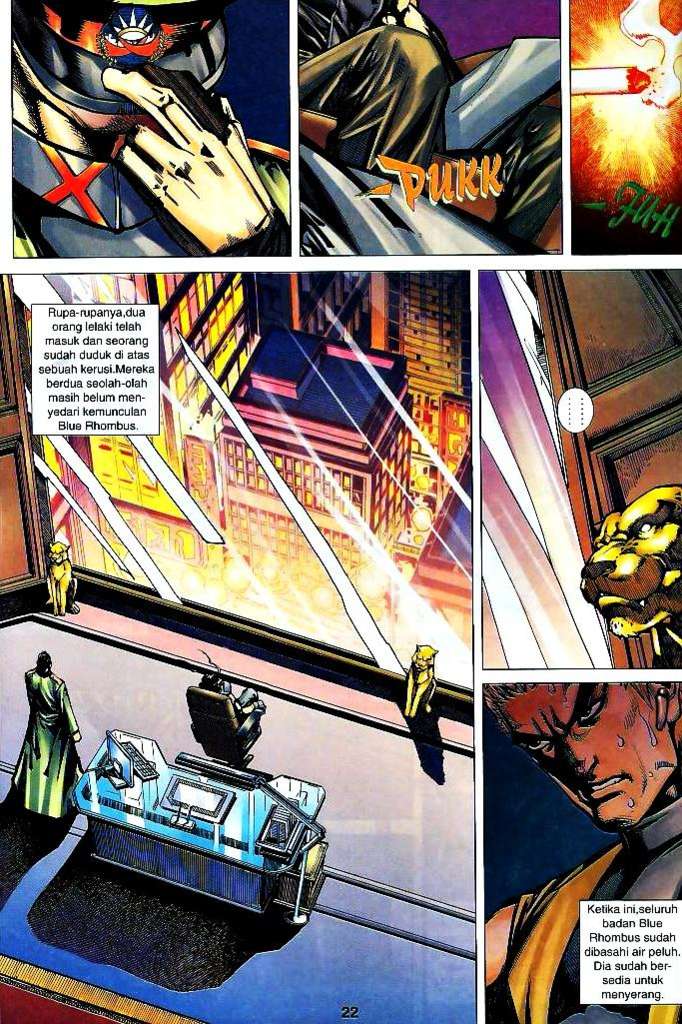 -PUKK
-FUH
Rupa-rupanya,dua
orang lelaki telah
masuk dan seorang
sudah duduk di atas
sebuah kerusi.Mereka
berdua seolah-olah
masih belum men-
yedari kemunculan
Blue Rhombus.
......
Ketika ini,seluruh
badan Blue
Rhombus sudah
dibasahi air peluh.
Dia sudah ber-
sedia untuk
menyerang.
22